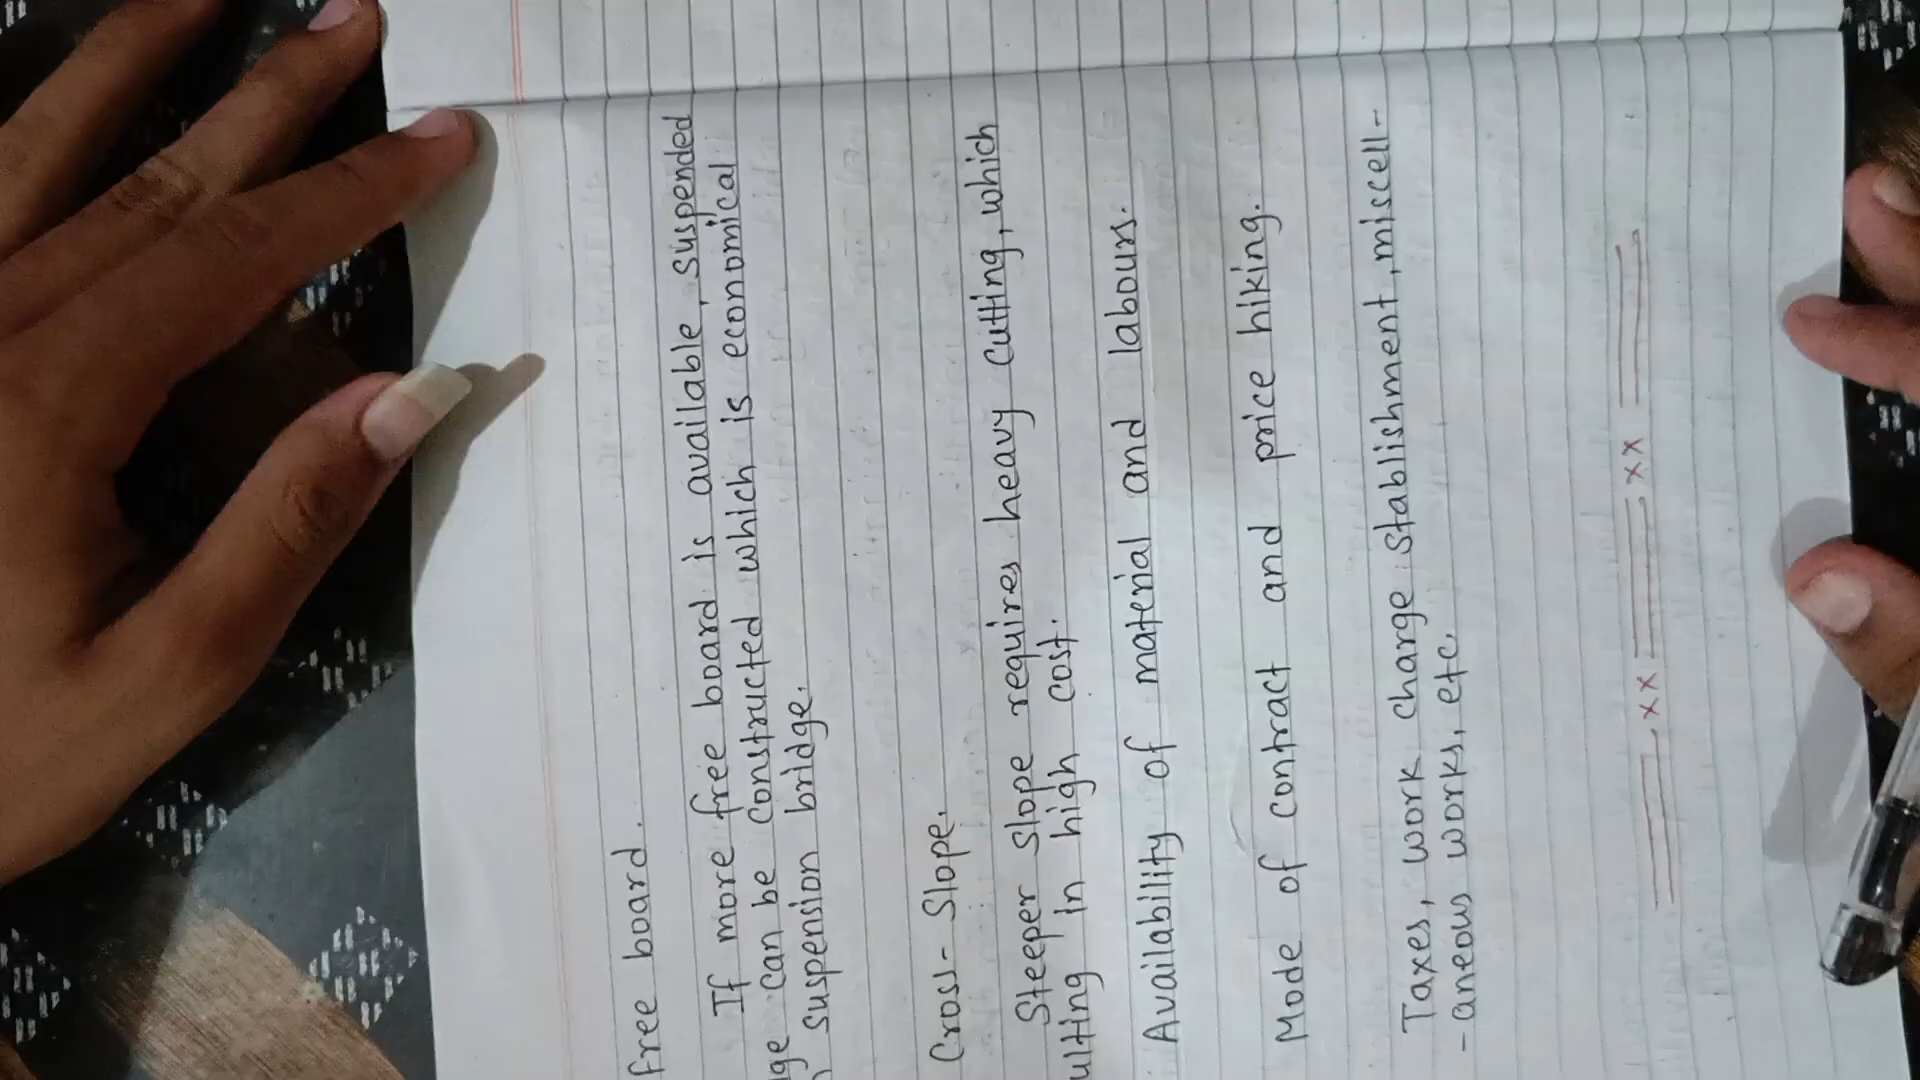 free board.
If more free board is available, suspended
ge can be constructed which is economical
suspension bridge.
Cross-Slope.
Steeper slope requires heavy cutting, which
ulting in high cost.
Availability of material and labours.
Mode of contract and price hiking.
Taxes, work charge stablishment, miscell-
-aneous works, etc.
xx xx